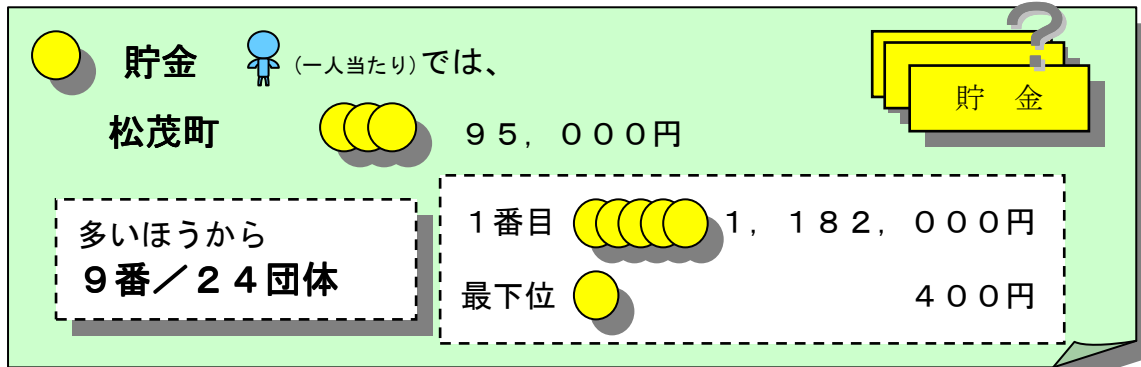 貯金 (一人当たり)では、
?
貯 金
松茂町 95,000円
多いほうから
9番/24団体
1番目 1,182,000円
最下位 400円